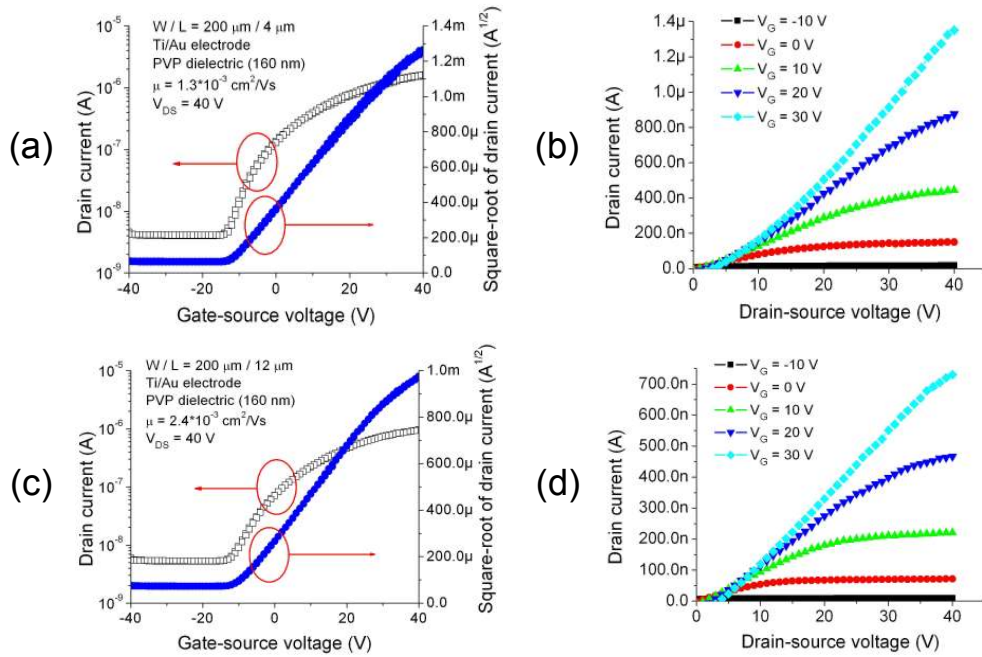 (a)
W / L = 200 μm / 4 μm
Ti/Au electrode
PVP dielectric (160 nm)
μ = 1.3*10⁻³ cm²/Vs
V_DS = 40 V
Drain current (A)
10⁻⁵
10⁻⁶
10⁻⁷
10⁻⁸
10⁻⁹
-40 -20 0 20 40
Gate-source voltage (V)
1.4m
1.2m
1.0m
800.0μ
600.0μ
400.0μ
200.0μ
0.0
Square-root of drain current (A^1/2)
(b)
Drain current (A)
1.4μ
1.2μ
1.0μ
800.0n
600.0n
400.0n
200.0n
0.0
V_G = -10 V
V_G = 0 V
V_G = 10 V
V_G = 20 V
V_G = 30 V
0 10 20 30 40
Drain-source voltage (V)
(c)
W / L = 200 μm / 12 μm
Ti/Au electrode
PVP dielectric (160 nm)
μ = 2.4*10⁻³ cm²/Vs
V_DS = 40 V
Drain current (A)
10⁻⁵
10⁻⁶
10⁻⁷
10⁻⁸
10⁻⁹
-40 -20 0 20 40
Gate-source voltage (V)
1.0m
800.0μ
600.0μ
400.0μ
200.0μ
0.0
Square-root of drain current (A^1/2)
(d)
Drain current (A)
700.0n
600.0n
500.0n
400.0n
300.0n
200.0n
100.0n
0.0
V_G = -10 V
V_G = 0 V
V_G = 10 V
V_G = 20 V
V_G = 30 V
0 10 20 30 40
Drain-source voltage (V)